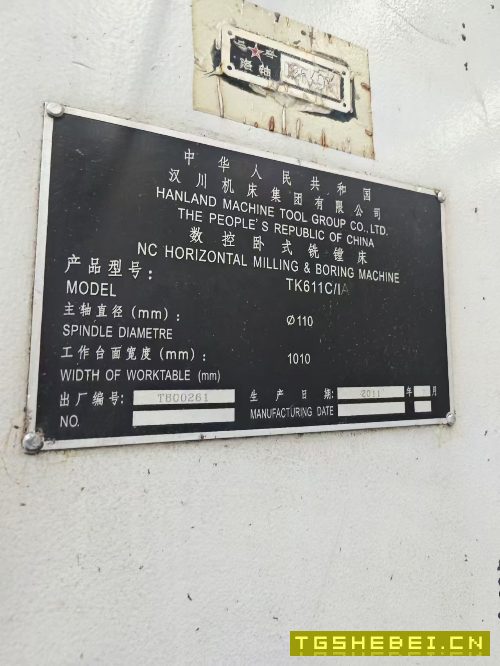 中华人民共和国
汉川机床集团有限公司
HANLAND MACHINE TOOL GROUP CO.,LTD.
THE PEOPLE'S REPUBLIC OF CHINA
数控卧式铣镗床
NC HORIZONTAL MILLING & BORING MACHINE
产品型号: TK611C/1A
MODEL
主轴直径(mm): Ø110
SPINDLE DIAMETRE
工作台面宽度(mm): 1010
WIDTH OF WORKTABLE (mm)
出厂编号: T8C0261 生产日期: 2011 年 月
NO. MANUFACTURING DATE
TGSHEBEI.CN